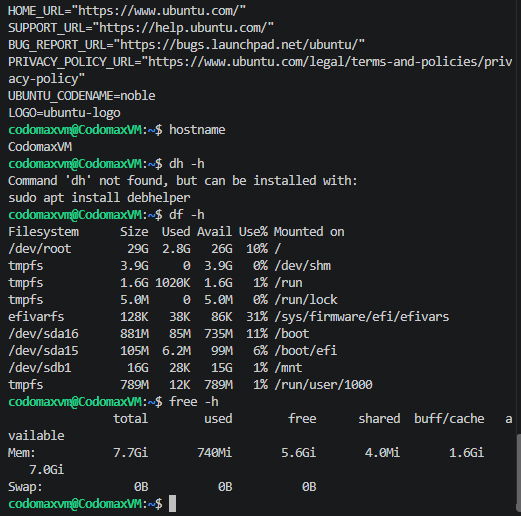 HOME_URL="https://www.ubuntu.com/"
SUPPORT_URL="https://help.ubuntu.com/"
BUG_REPORT_URL="https://bugs.launchpad.net/ubuntu/"
PRIVACY_POLICY_URL="https://www.ubuntu.com/legal/terms-and-policies/priv
acy-policy"
UBUNTU_CODENAME=noble
LOGO=ubuntu-logo
codomaxvm@CodomaxVM:~$ hostname
CodomaxVM
codomaxvm@CodomaxVM:~$ dh -h
Command 'dh' not found, but can be installed with:
sudo apt install debhelper
codomaxvm@CodomaxVM:~$ df -h
Filesystem      Size  Used Avail Use% Mounted on
/dev/root        29G  2.8G   26G  10% /
tmpfs           3.9G     0  3.9G   0% /dev/shm
tmpfs           1.6G 1020K  1.6G   1% /run
tmpfs           5.0M     0  5.0M   0% /run/lock
efivarfs        128K   38K   86K  31% /sys/firmware/efi/efivars
/dev/sda16      881M   85M  735M  11% /boot
/dev/sda15      105M  6.2M   99M   6% /boot/efi
/dev/sdb1        16G   28K   15G   1% /mnt
tmpfs           789M   12K  789M   1% /run/user/1000
codomaxvm@CodomaxVM:~$ free -h
               total        used        free      shared  buff/cache   a
vailable
Mem:           7.7Gi       740Mi       5.6Gi       4.0Mi       1.6Gi
   7.0Gi
Swap:             0B          0B          0B
codomaxvm@CodomaxVM:~$